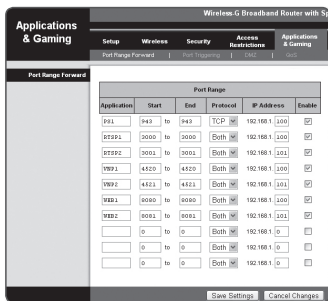 Wireless-G Broadband Router with Sp
Applications & Gaming
Setup Wireless Security Access Restrictions Applications & Gaming
Port Range Forward | Port Triggering | DMZ | QoS
Port Range Forward
Port Range
Application Start End Protocol IP Address Enable
PS1 943 to 943 TCP 192.168.1. 100
RTSP1 3000 to 3000 Both 192.168.1. 100
RTSP2 3001 to 3001 Both 192.168.1. 101
VNP1 4520 to 4520 Both 192.168.1. 100
VNP2 4521 to 4521 Both 192.168.1. 101
WEB1 8080 to 8080 Both 192.168.1. 100
WEB2 8081 to 8081 Both 192.168.1. 101
0 to 0 Both 192.168.1. 0
0 to 0 Both 192.168.1. 0
0 to 0 Both 192.168.1. 0
Save Settings Cancel Changes